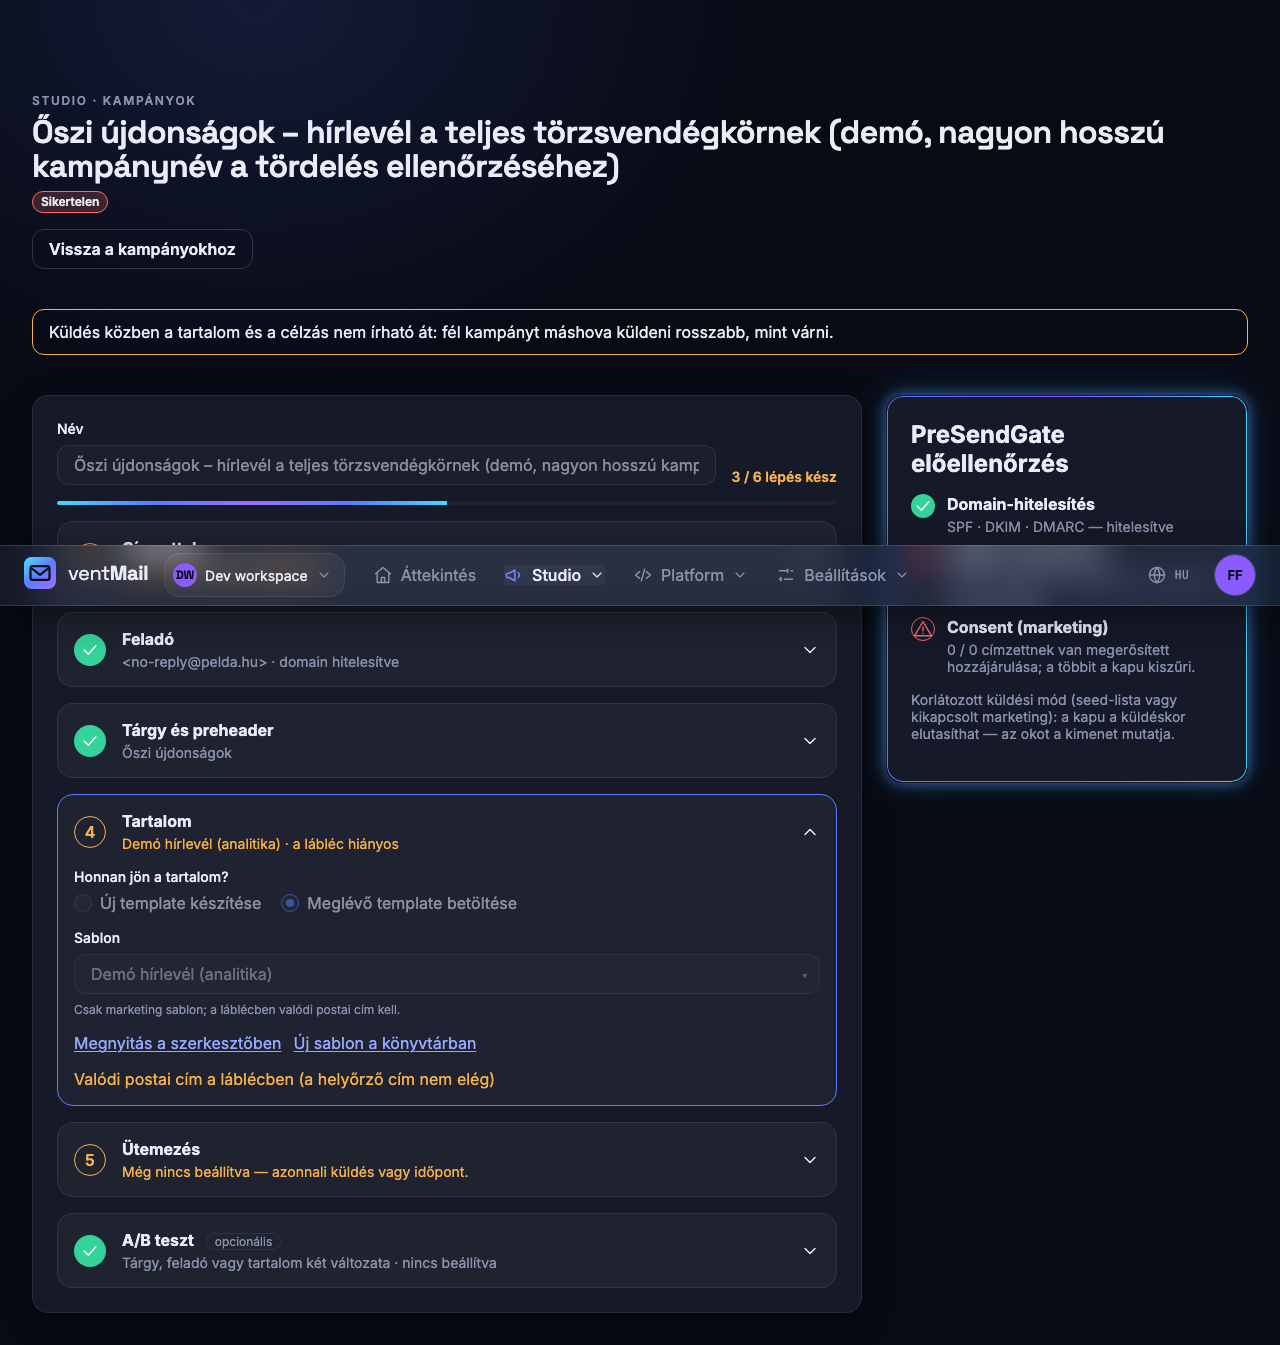 STUDIO · KAMPÁNYOK
Őszi újdonságok – hírlevél a teljes törzsvendégkörnek (demó, nagyon hosszú
kampánynév a tördelés ellenőrzéséhez)
Sikertelen
Vissza a kampányokhoz
Küldés közben a tartalom és a célzás nem írható át: fél kampányt máshova küldeni rosszabb, mint várni.
Név
Őszi újdonságok – hírlevél a teljes törzsvendégkörnek (demó, nagyon hosszú kamp
3 / 6 lépés kész
ventMail
DW Dev workspace
Áttekintés
Studio
Platform
Beállítások
HU
FF
Feladó
<no-reply@pelda.hu> · domain hitelesítve
Tárgy és preheader
Őszi újdonságok
4
Tartalom
Demó hírlevél (analitika) · a lábléc hiányos
Honnan jön a tartalom?
Új template készítése
Meglévő template betöltése
Sablon
Demó hírlevél (analitika)
Csak marketing sablon; a láblécben valódi postai cím kell.
Megnyitás a szerkesztőben Új sablon a könyvtárban
Valódi postai cím a láblécben (a helyőrző cím nem elég)
5
Ütemezés
Még nincs beállítva — azonnali küldés vagy időpont.
A/B teszt opcionális
Tárgy, feladó vagy tartalom két változata · nincs beállítva
PreSendGate
előellenőrzés
Domain-hitelesítés
SPF · DKIM · DMARC — hitelesítve
Consent (marketing)
0 / 0 címzettnek van megerősített
hozzájárulása; a többit a kapu kiszűri.
Korlátozott küldési mód (seed-lista vagy
kikapcsolt marketing): a kapu a küldéskor
elutasíthat — az okot a kimenet mutatja.